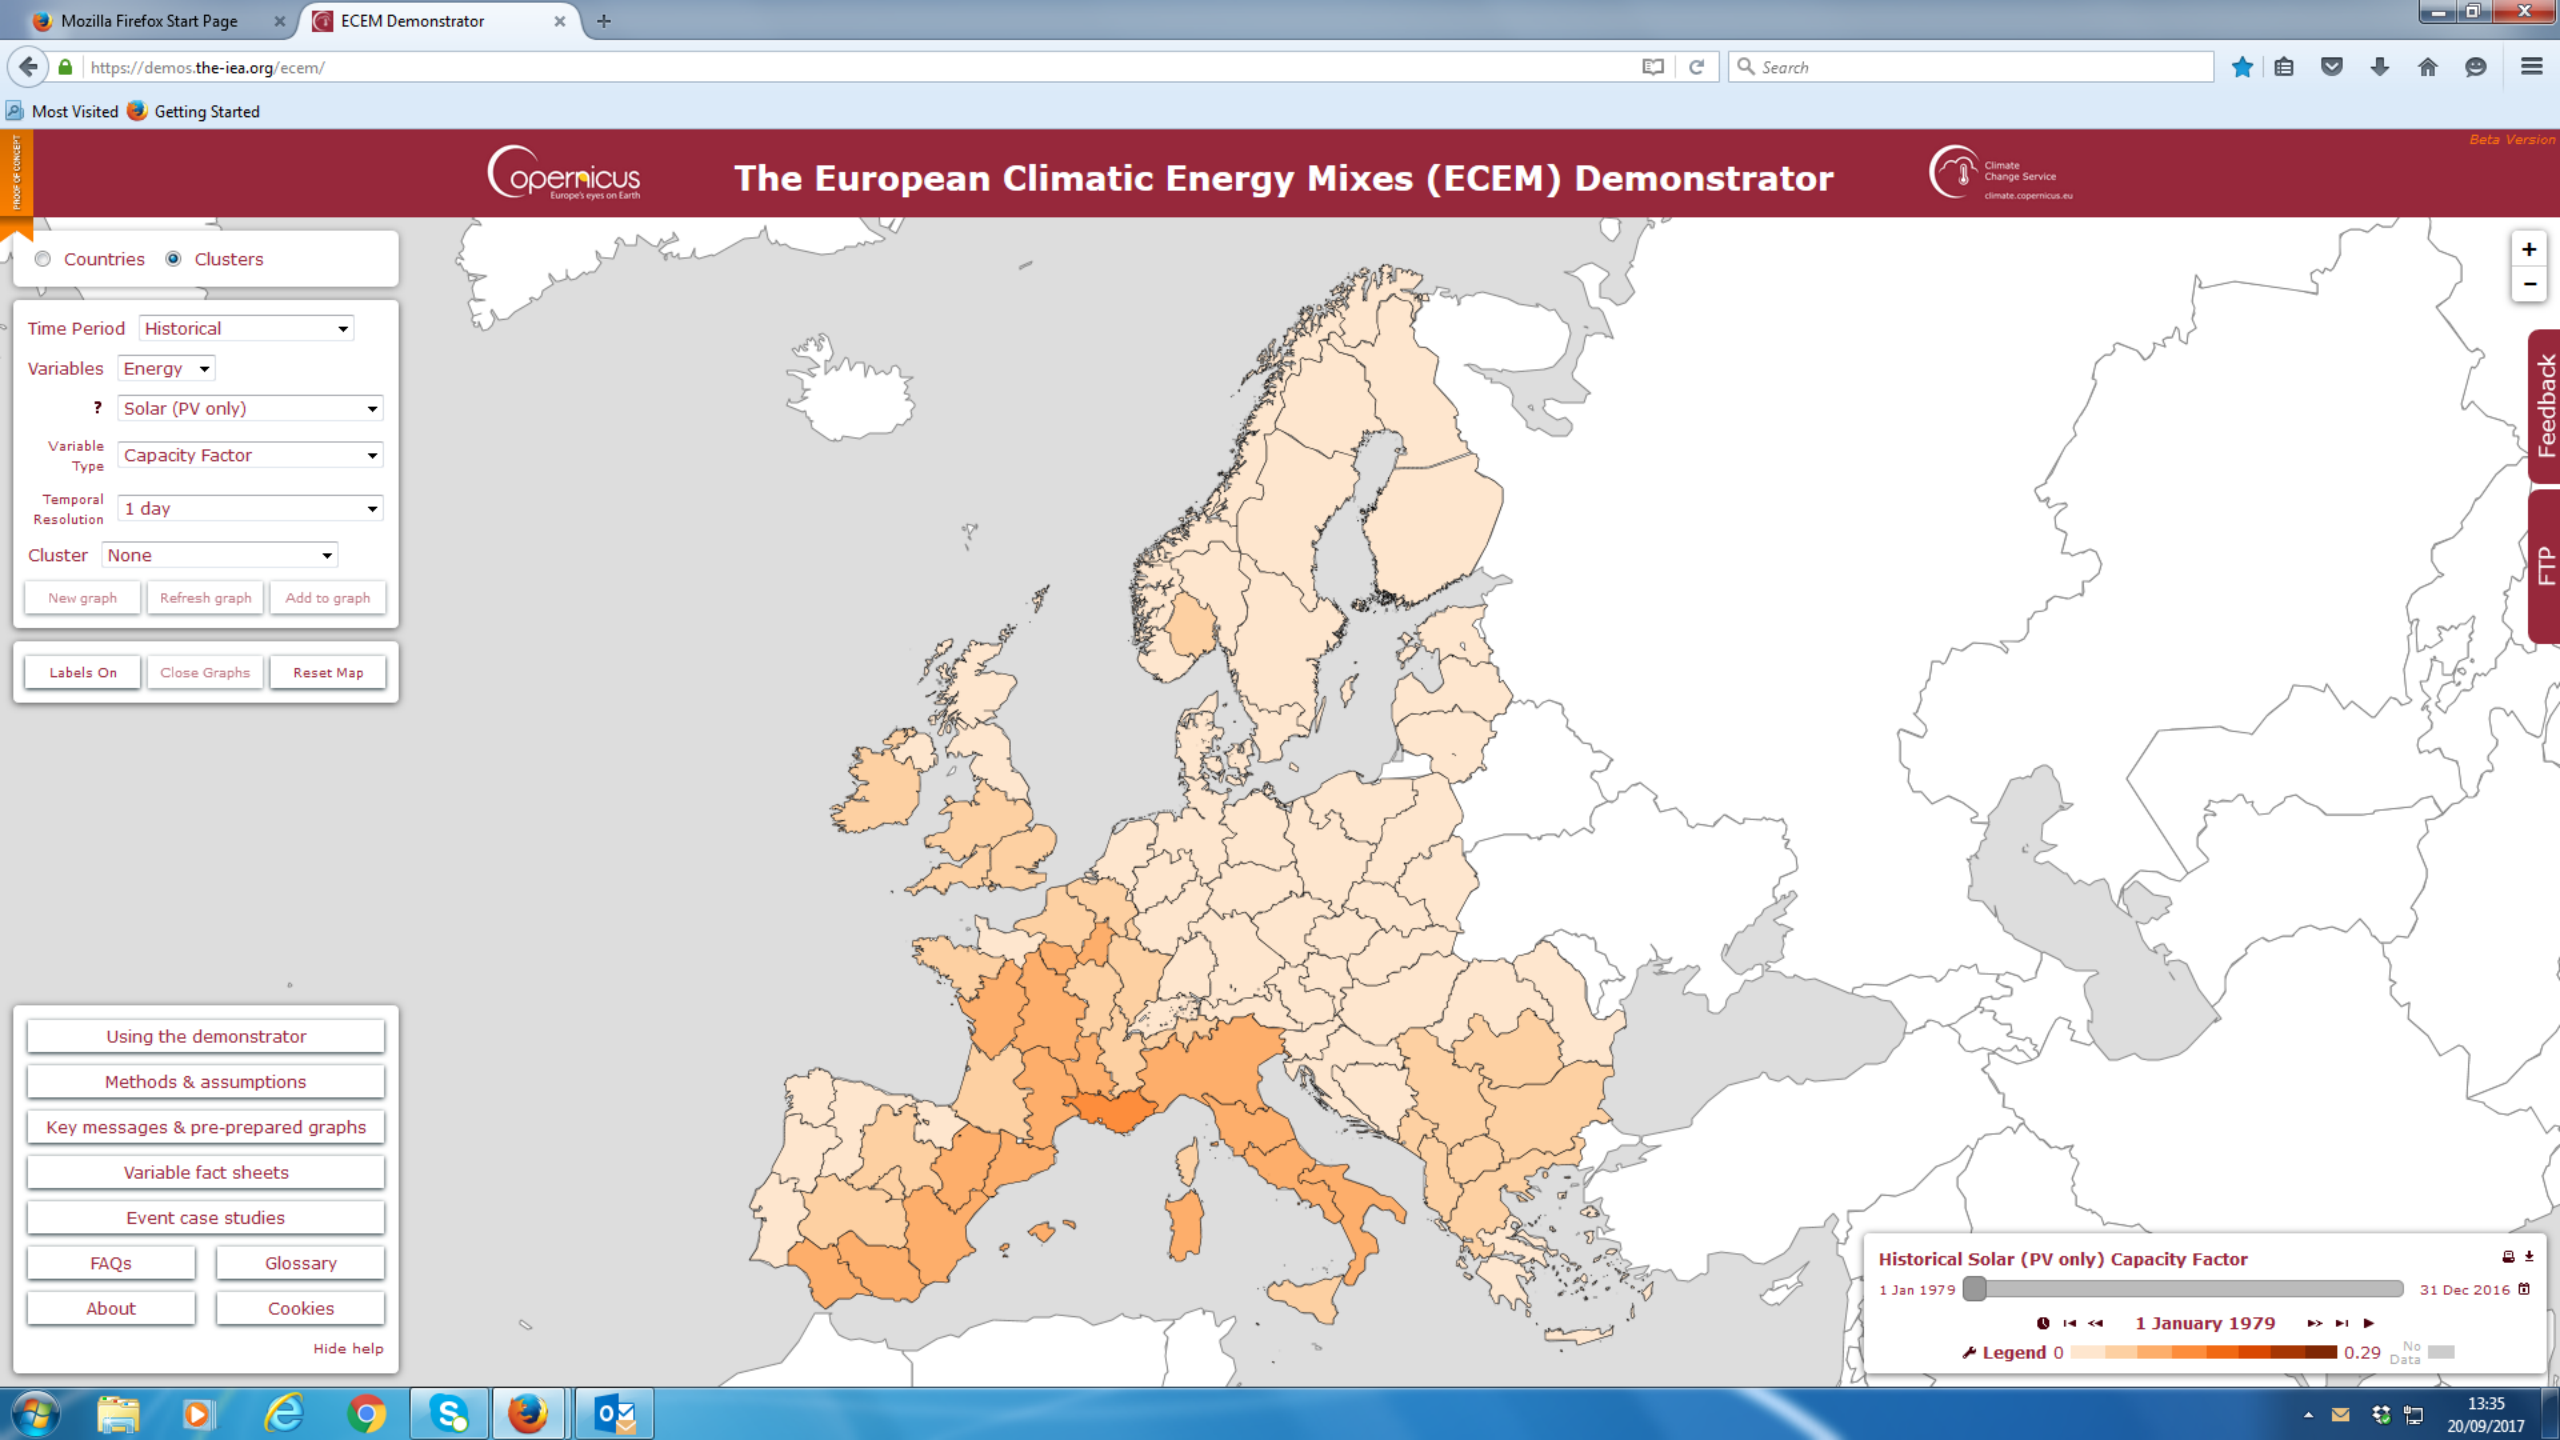 Mozilla Firefox Start Page
ECEM Demonstrator
https://demos.the-iea.org/ecem/
Search
Most Visited
Getting Started
PROOF OF CONCEPT
Copernicus
Europe's eyes on Earth
The European Climatic Energy Mixes (ECEM) Demonstrator
Climate
Change Service
climate.copernicus.eu
Beta Version
Countries
Clusters
Time Period
Historical
Variables
Energy
?
Solar (PV only)
Variable
Type
Capacity Factor
Temporal
Resolution
1 day
Cluster
None
New graph
Refresh graph
Add to graph
Labels On
Close Graphs
Reset Map
+
−
Feedback
FTP
Using the demonstrator
Methods & assumptions
Key messages & pre-prepared graphs
Variable fact sheets
Event case studies
FAQs
Glossary
About
Cookies
Hide help
Historical Solar (PV only) Capacity Factor
1 Jan 1979
31 Dec 2016
1 January 1979
Legend 0
0.29
No
Data
13:35
20/09/2017